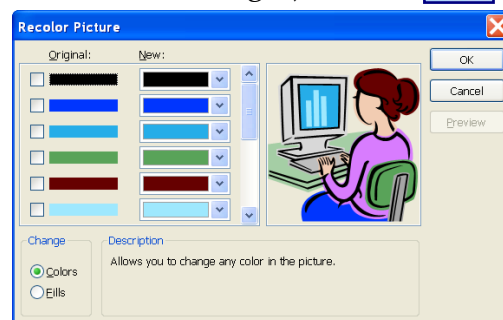 Recolor Picture
Original: New:
OK
Cancel
Preview
Change
Colors
Fills
Description
Allows you to change any color in the picture.